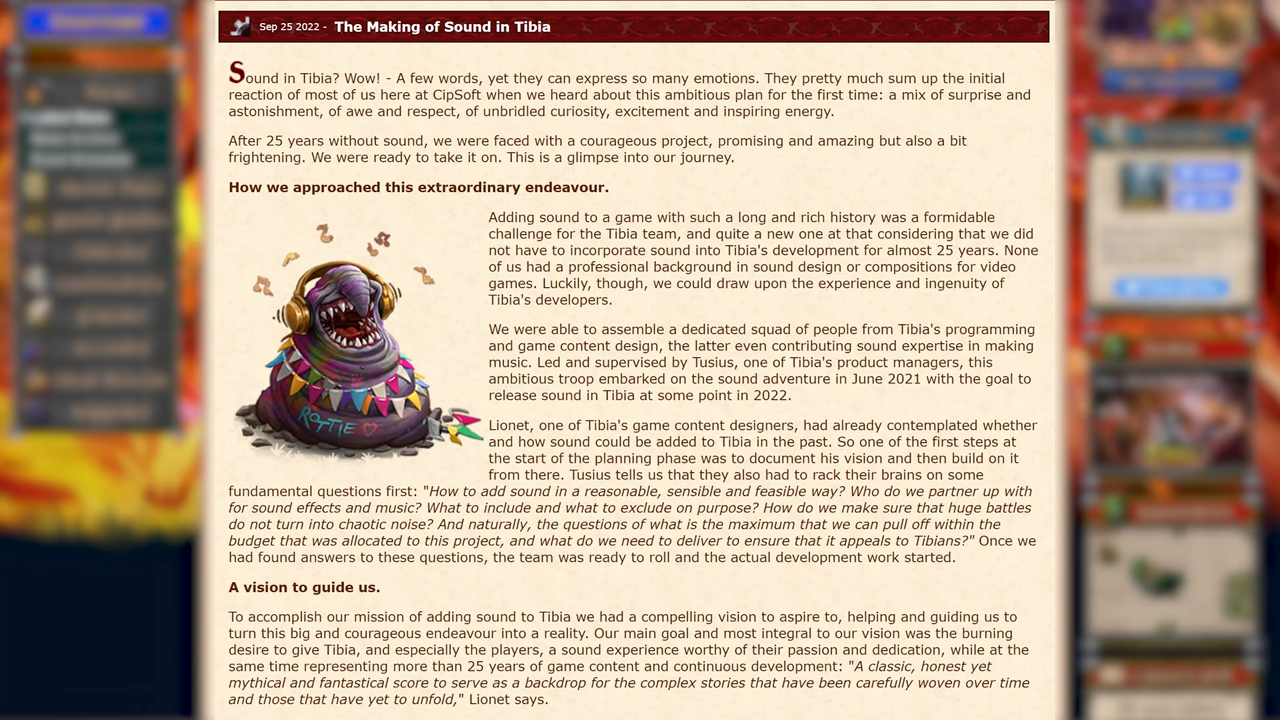 Sep 25 2022 - The Making of Sound in Tibia
Sound in Tibia? Wow! - A few words, yet they can express so many emotions. They pretty much sum up the initial
reaction of most of us here at CipSoft when we heard about this ambitious plan for the first time: a mix of surprise and
astonishment, of awe and respect, of unbridled curiosity, excitement and inspiring energy.
After 25 years without sound, we were faced with a courageous project, promising and amazing but also a bit
frightening. We were ready to take it on. This is a glimpse into our journey.
How we approached this extraordinary endeavour.
Adding sound to a game with such a long and rich history was a formidable
challenge for the Tibia team, and quite a new one at that considering that we did
not have to incorporate sound into Tibia's development for almost 25 years. None
of us had a professional background in sound design or compositions for video
games. Luckily, though, we could draw upon the experience and ingenuity of
Tibia's developers.
We were able to assemble a dedicated squad of people from Tibia's programming
and game content design, the latter even contributing sound expertise in making
music. Led and supervised by Tusius, one of Tibia's product managers, this
ambitious troop embarked on the sound adventure in June 2021 with the goal to
release sound in Tibia at some point in 2022.
ROTTIE
Lionet, one of Tibia's game content designers, had already contemplated whether
and how sound could be added to Tibia in the past. So one of the first steps at
the start of the planning phase was to document his vision and then build on it
from there. Tusius tells us that they also had to rack their brains on some
fundamental questions first: "How to add sound in a reasonable, sensible and feasible way? Who do we partner up with
for sound effects and music? What to include and what to exclude on purpose? How do we make sure that huge battles
do not turn into chaotic noise? And naturally, the questions of what is the maximum that we can pull off within the
budget that was allocated to this project, and what do we need to deliver to ensure that it appeals to Tibians?" Once we
had found answers to these questions, the team was ready to roll and the actual development work started.
A vision to guide us.
To accomplish our mission of adding sound to Tibia we had a compelling vision to aspire to, helping and guiding us to
turn this big and courageous endeavour into a reality. Our main goal and most integral to our vision was the burning
desire to give Tibia, and especially the players, a sound experience worthy of their passion and dedication, while at the
same time representing more than 25 years of game content and continuous development: "A classic, honest yet
mythical and fantastical score to serve as a backdrop for the complex stories that have been carefully woven over time
and those that have yet to unfold," Lionet says.